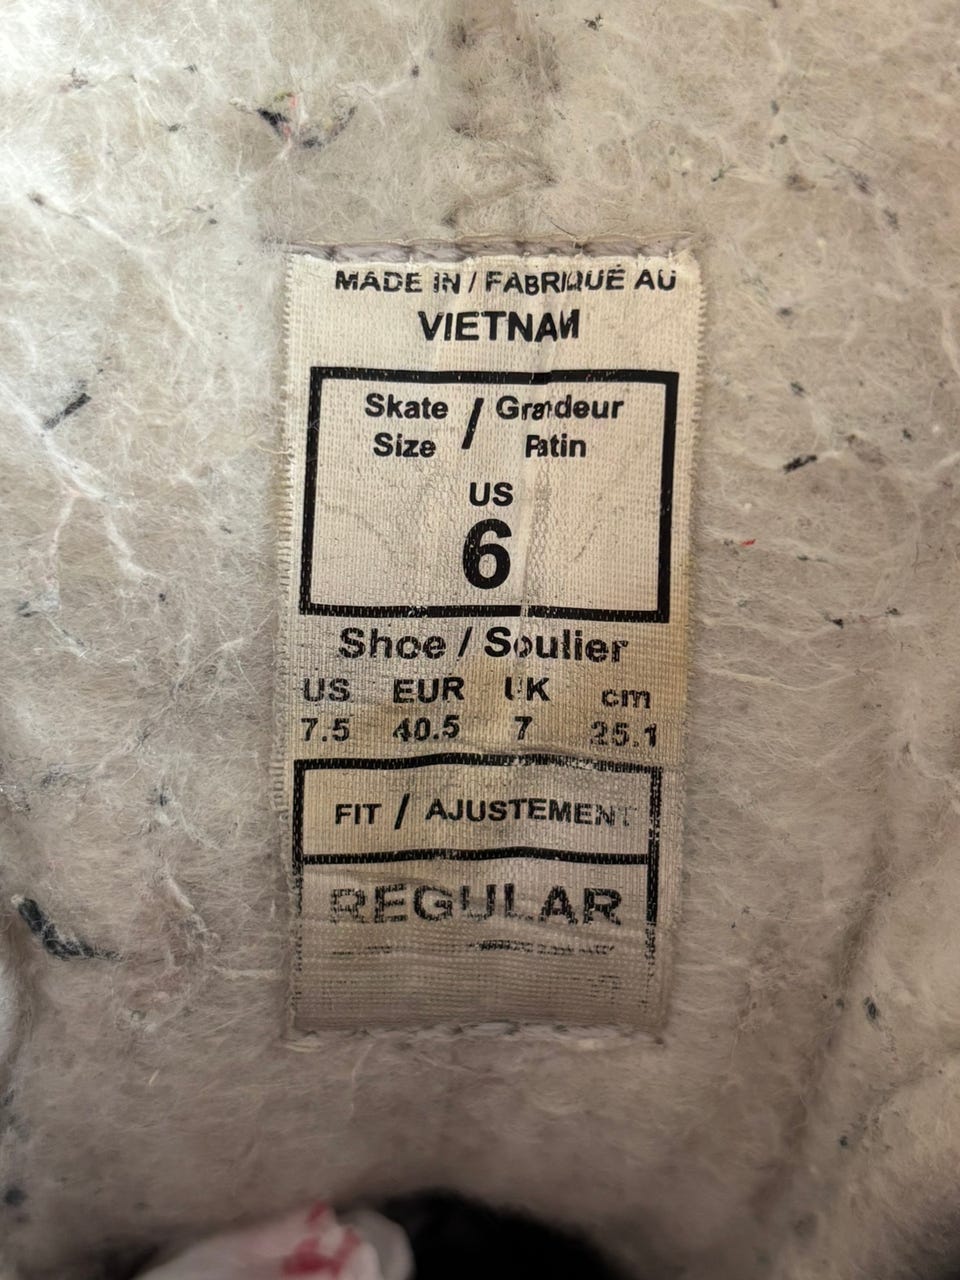 MADE IN / FABRIQUÉ AU
VIETNAM
Skate / Grandeur
Size Patin
US
6
Shoe / Soulier
US EUR UK cm
7.5 40.5 7 25.1
FIT / AJUSTEMENT
REGULAR